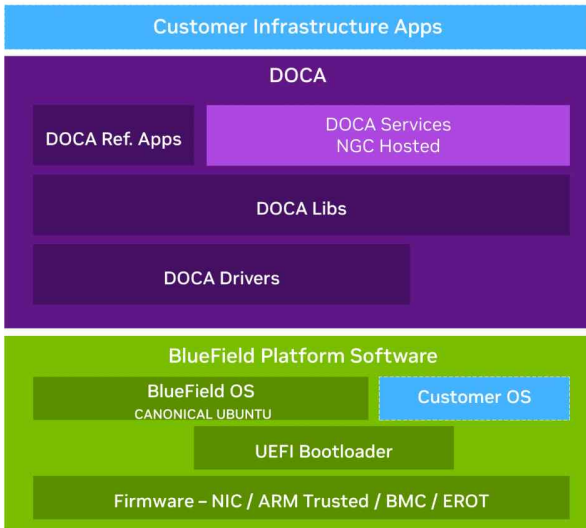 Customer Infrastructure Apps
DOCA
DOCA Ref. Apps
DOCA Services
NGC Hosted
DOCA Libs
DOCA Drivers
BlueField Platform Software
BlueField OS
CANONICAL UBUNTU
Customer OS
UEFI Bootloader
Firmware – NIC / ARM Trusted / BMC / EROT